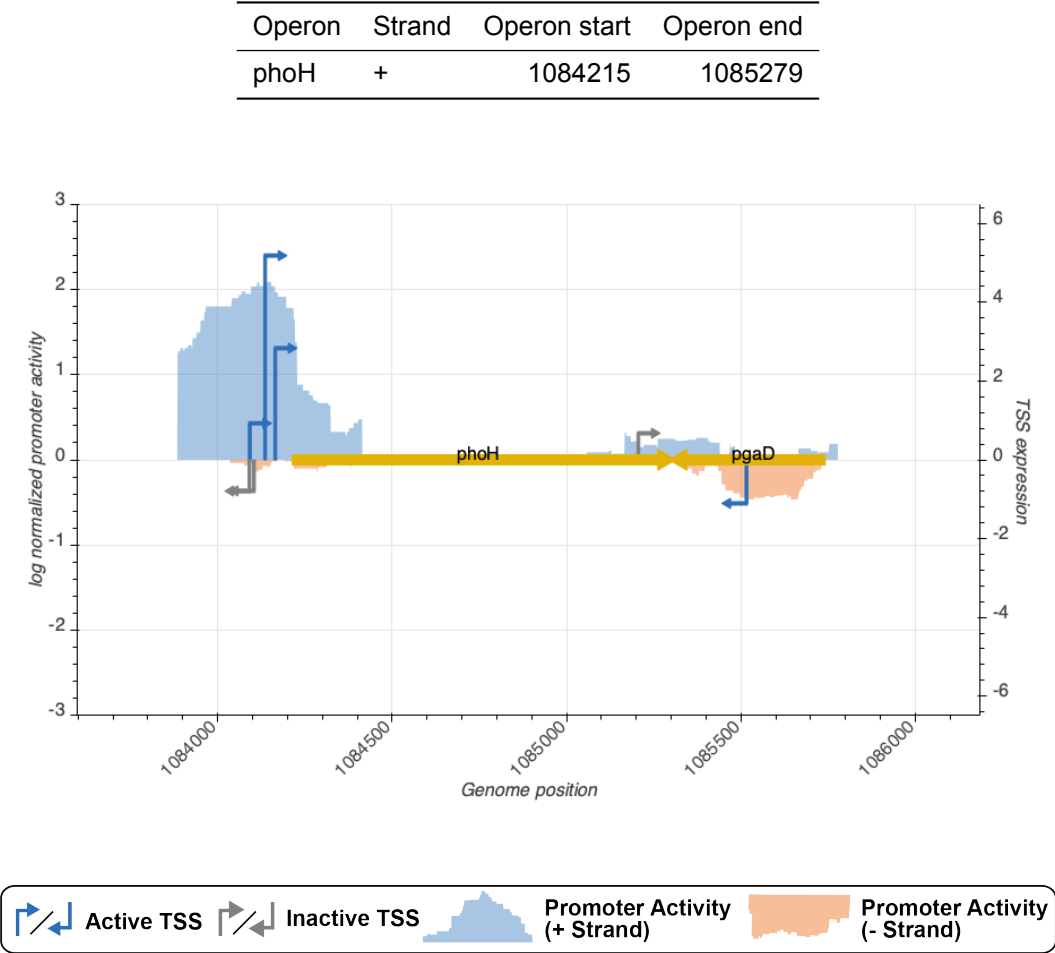 Operon Strand Operon start Operon end
phoH + 1084215 1085279
3
2
1
0
-1
-2
-3
log normalized promoter activity
6
4
2
0
-2
-4
-6
TSS expression
phoH
pgaD
1084000
1084500
1085000
1085500
1086000
Genome position
Active TSS
Inactive TSS
Promoter Activity
(+ Strand)
Promoter Activity
(- Strand)